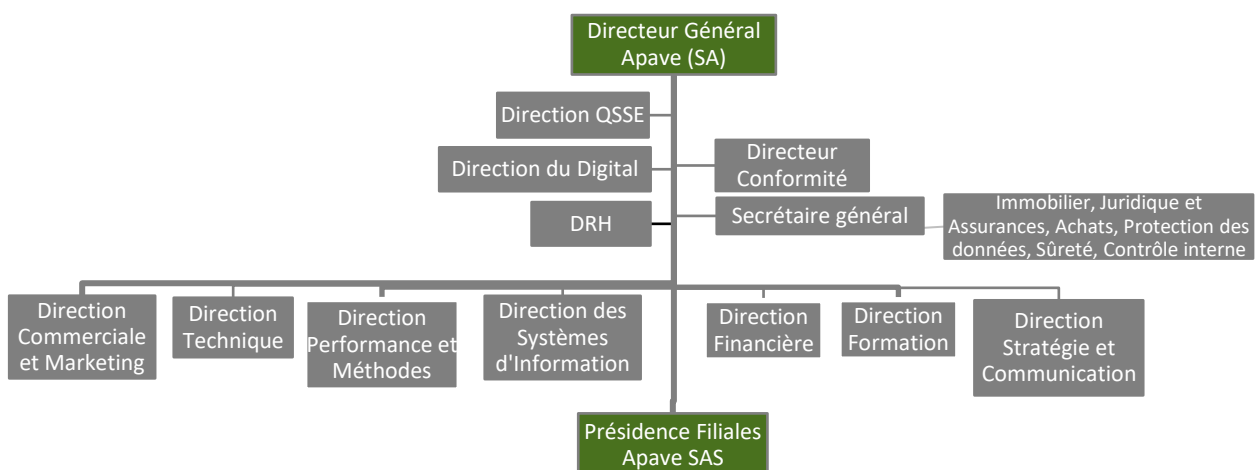 Directeur Général
Apave (SA)
Direction QSSE
Direction du Digital
Directeur
Conformité
DRH
Secrétaire général
Immobilier, Juridique et
Assurances, Achats, Protection des
données, Sûreté, Contrôle interne
Direction
Commerciale
et Marketing
Direction
Technique
Direction
Performance et
Méthodes
Direction des
Systèmes
d'Information
Direction
Financière
Direction
Formation
Direction
Stratégie et
Communication
Présidence Filiales
Apave SAS